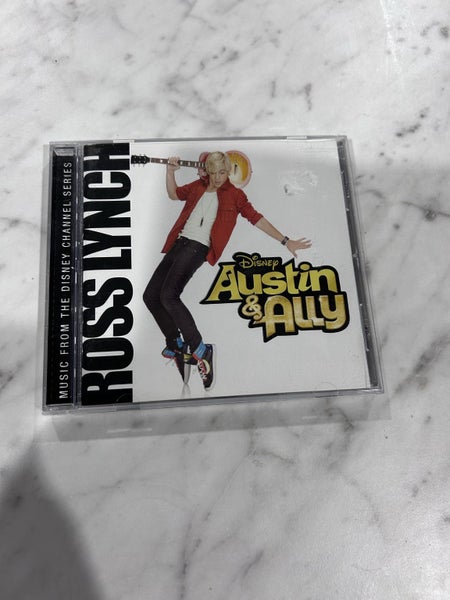 MUSIC FROM THE DISNEY CHANNEL SERIES
ROSS LYNCH
Disney
Austin
& Ally